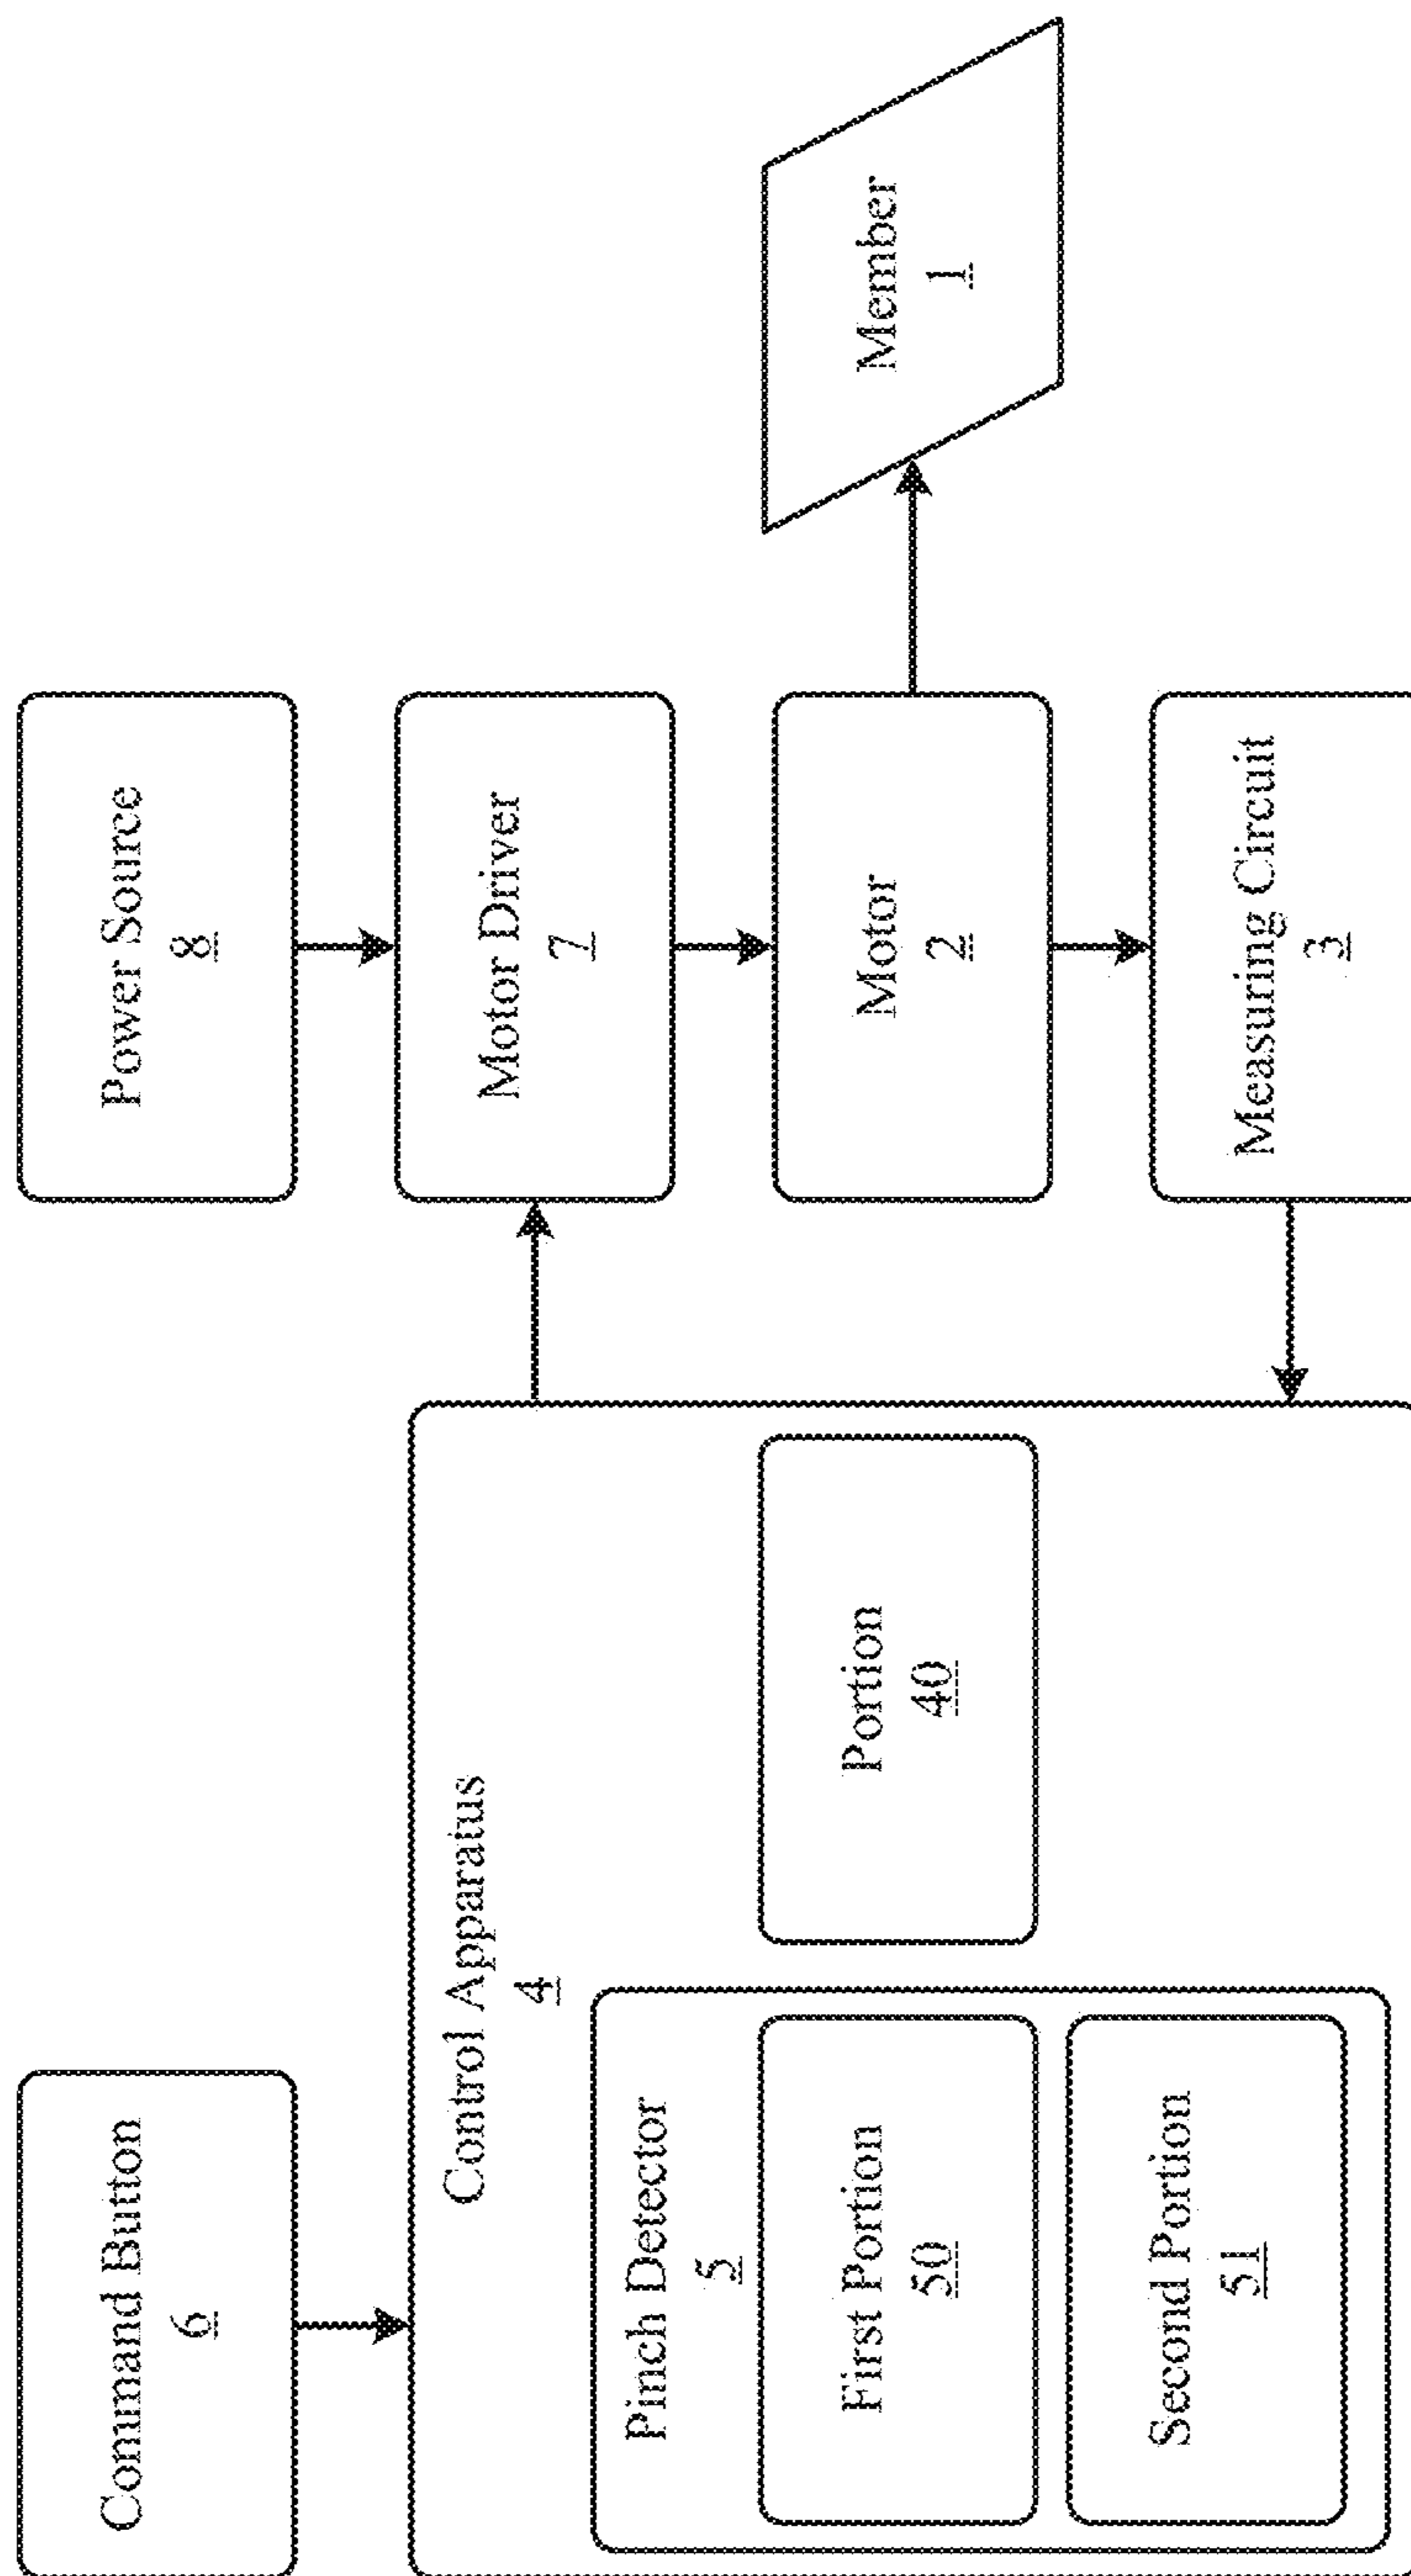 Command Button
6
Power Source
8
Control Apparatus
4
Motor Driver
7
Pinch Detector
5
First Portion
50
Portion
40
Motor
2
Member
1
Second Portion
51
Measuring Circuit
3